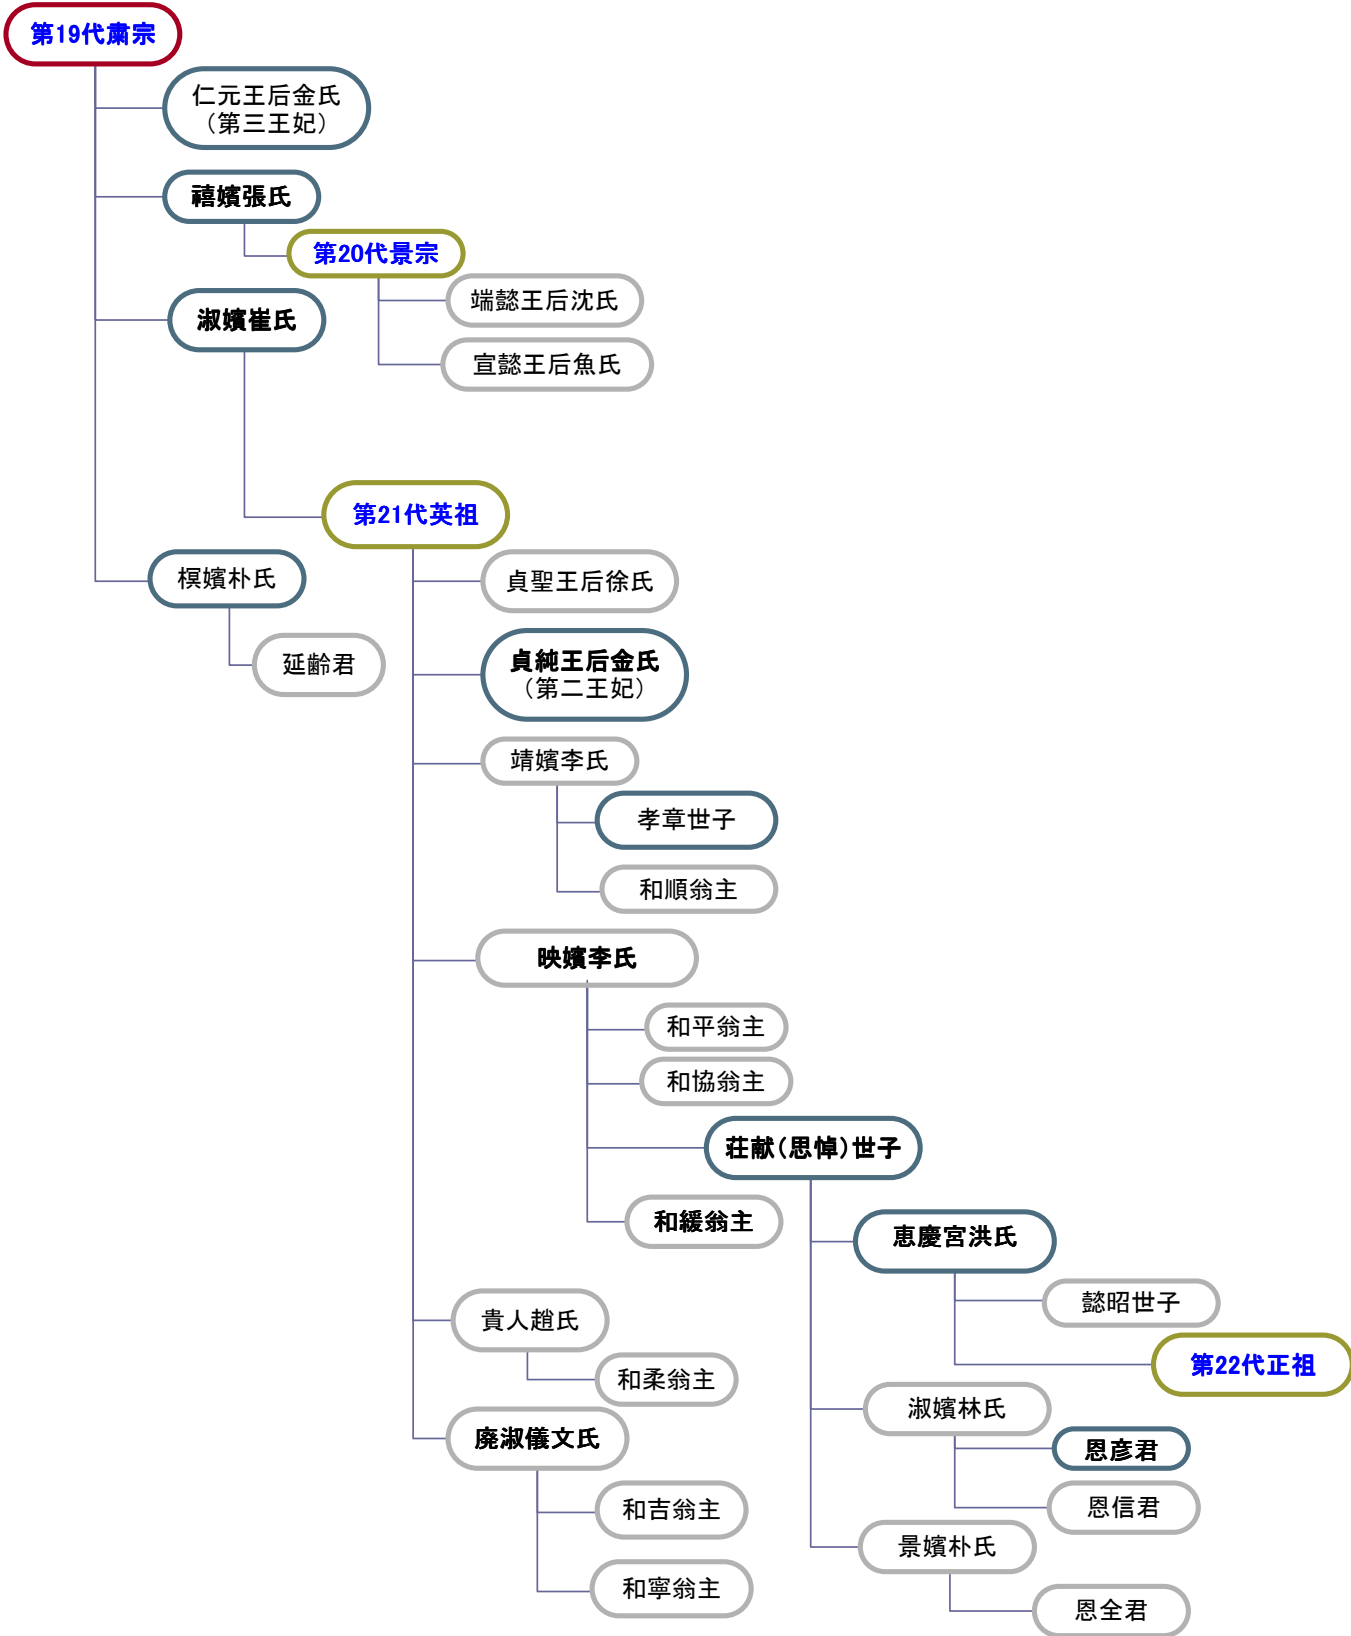 第19代粛宗
仁元王后金氏
（第三王妃）
禧嬪張氏
第20代景宗
端懿王后沈氏
淑嬪崔氏
宣懿王后魚氏
第21代英祖
榠嬪朴氏
貞聖王后徐氏
延齢君
貞純王后金氏
（第二王妃）
靖嬪李氏
孝章世子
和順翁主
映嬪李氏
和平翁主
和協翁主
荘献（思悼）世子
和緩翁主
恵慶宮洪氏
懿昭世子
貴人趙氏
第22代正祖
和柔翁主
淑嬪林氏
廃淑儀文氏
恩彦君
和吉翁主
恩信君
景嬪朴氏
和寧翁主
恩全君